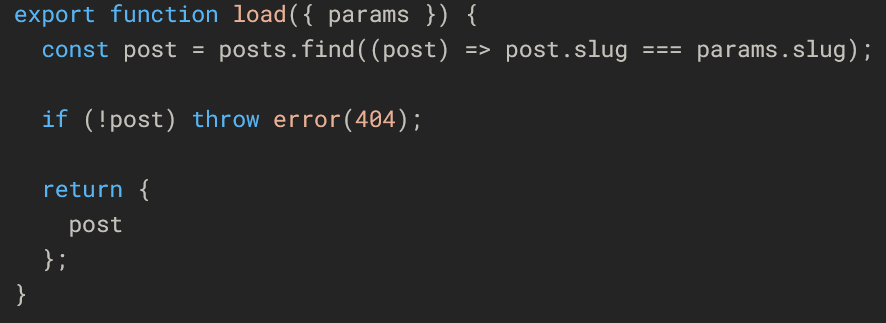 export function load({ params }) {
  const post = posts.find((post) => post.slug === params.slug);

  if (!post) throw error(404);

  return {
    post
  };
}